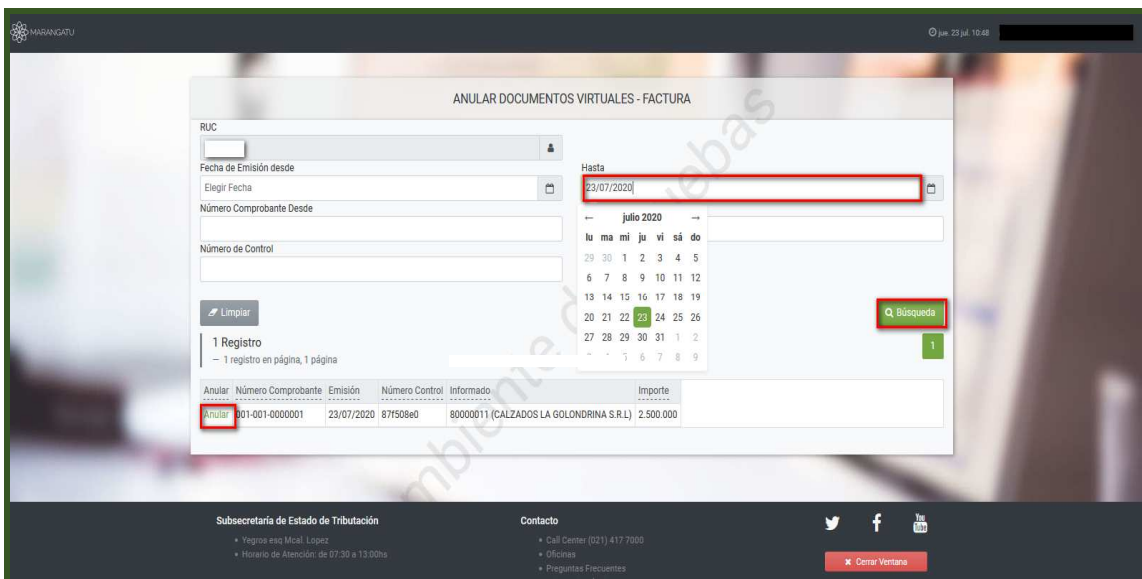 MARANGATU
jue. 23 jul. 10:48
ANULAR DOCUMENTOS VIRTUALES - FACTURA
RUC
Fecha de Emisión desde
Hasta
Elegir Fecha
23/07/2020
Número Comprobante Desde
Número de Control
← julio 2020 →
lu ma mi ju vi sá do
29 30 1 2 3 4 5
6 7 8 9 10 11 12
13 14 15 16 17 18 19
20 21 22 23 24 25 26
27 28 29 30 31 1 2
5 6 7 8 9
Limpiar
Búsqueda
1 Registro
– 1 registro en página, 1 página
1
Anular Número Comprobante Emisión Número Control Informado Importe
Anular 001-001-0000001 23/07/2020 87f508e0 80000011 (CALZADOS LA GOLONDRINA S.R.L) 2.500.000
Subsecretaría de Estado de Tributación
• Yegros esq Mcal. Lopez
• Horario de Atención: de 07:30 a 13:00hs
Contacto
• Call Center (021) 417 7000
• Oficinas
• Preguntas Frecuentes
You Tube
Cerrar Ventana